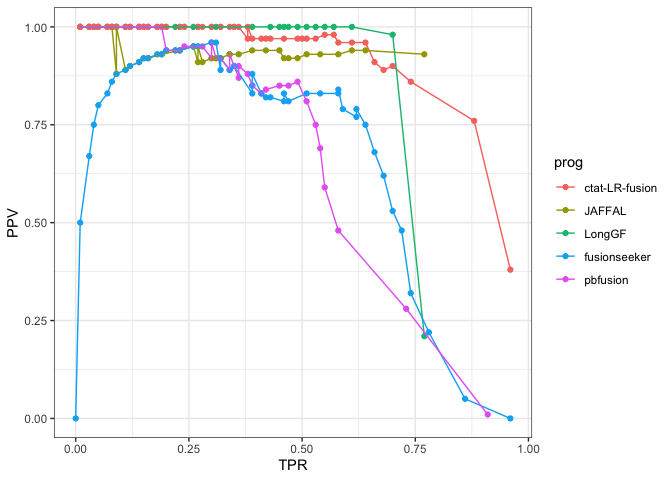 1.00
0.75
0.50
0.25
0.00
PPV
0.00 0.25 0.50 0.75 1.00
TPR
prog
ctat-LR-fusion
JAFFAL
LongGF
fusionseeker
pbfusion